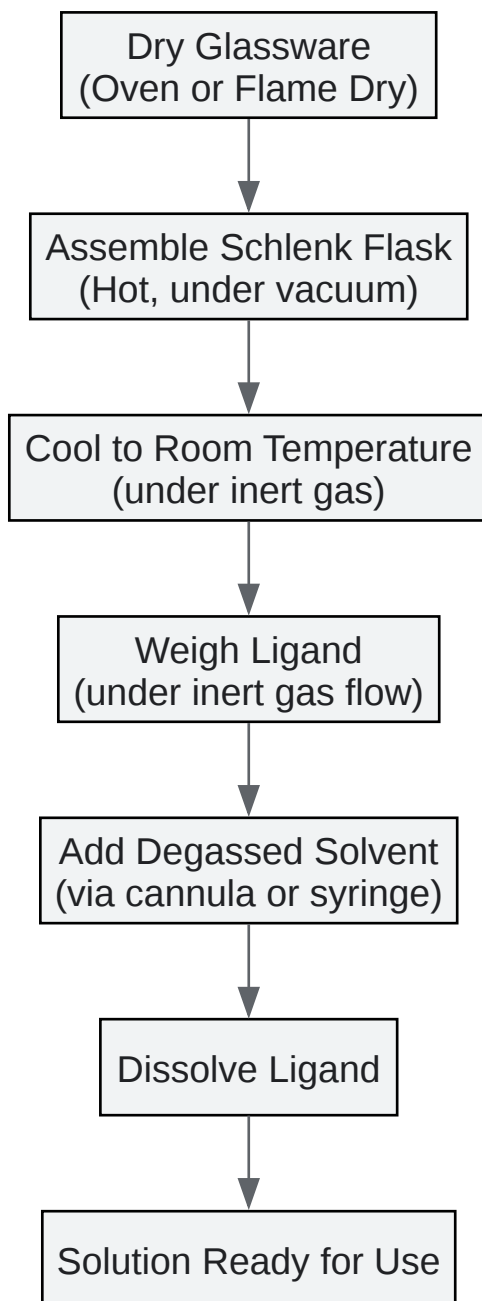 Dry Glassware
(Oven or Flame Dry)
Assemble Schlenk Flask
(Hot, under vacuum)
Cool to Room Temperature
(under inert gas)
Weigh Ligand
(under inert gas flow)
Add Degassed Solvent
(via cannula or syringe)
Dissolve Ligand
Solution Ready for Use